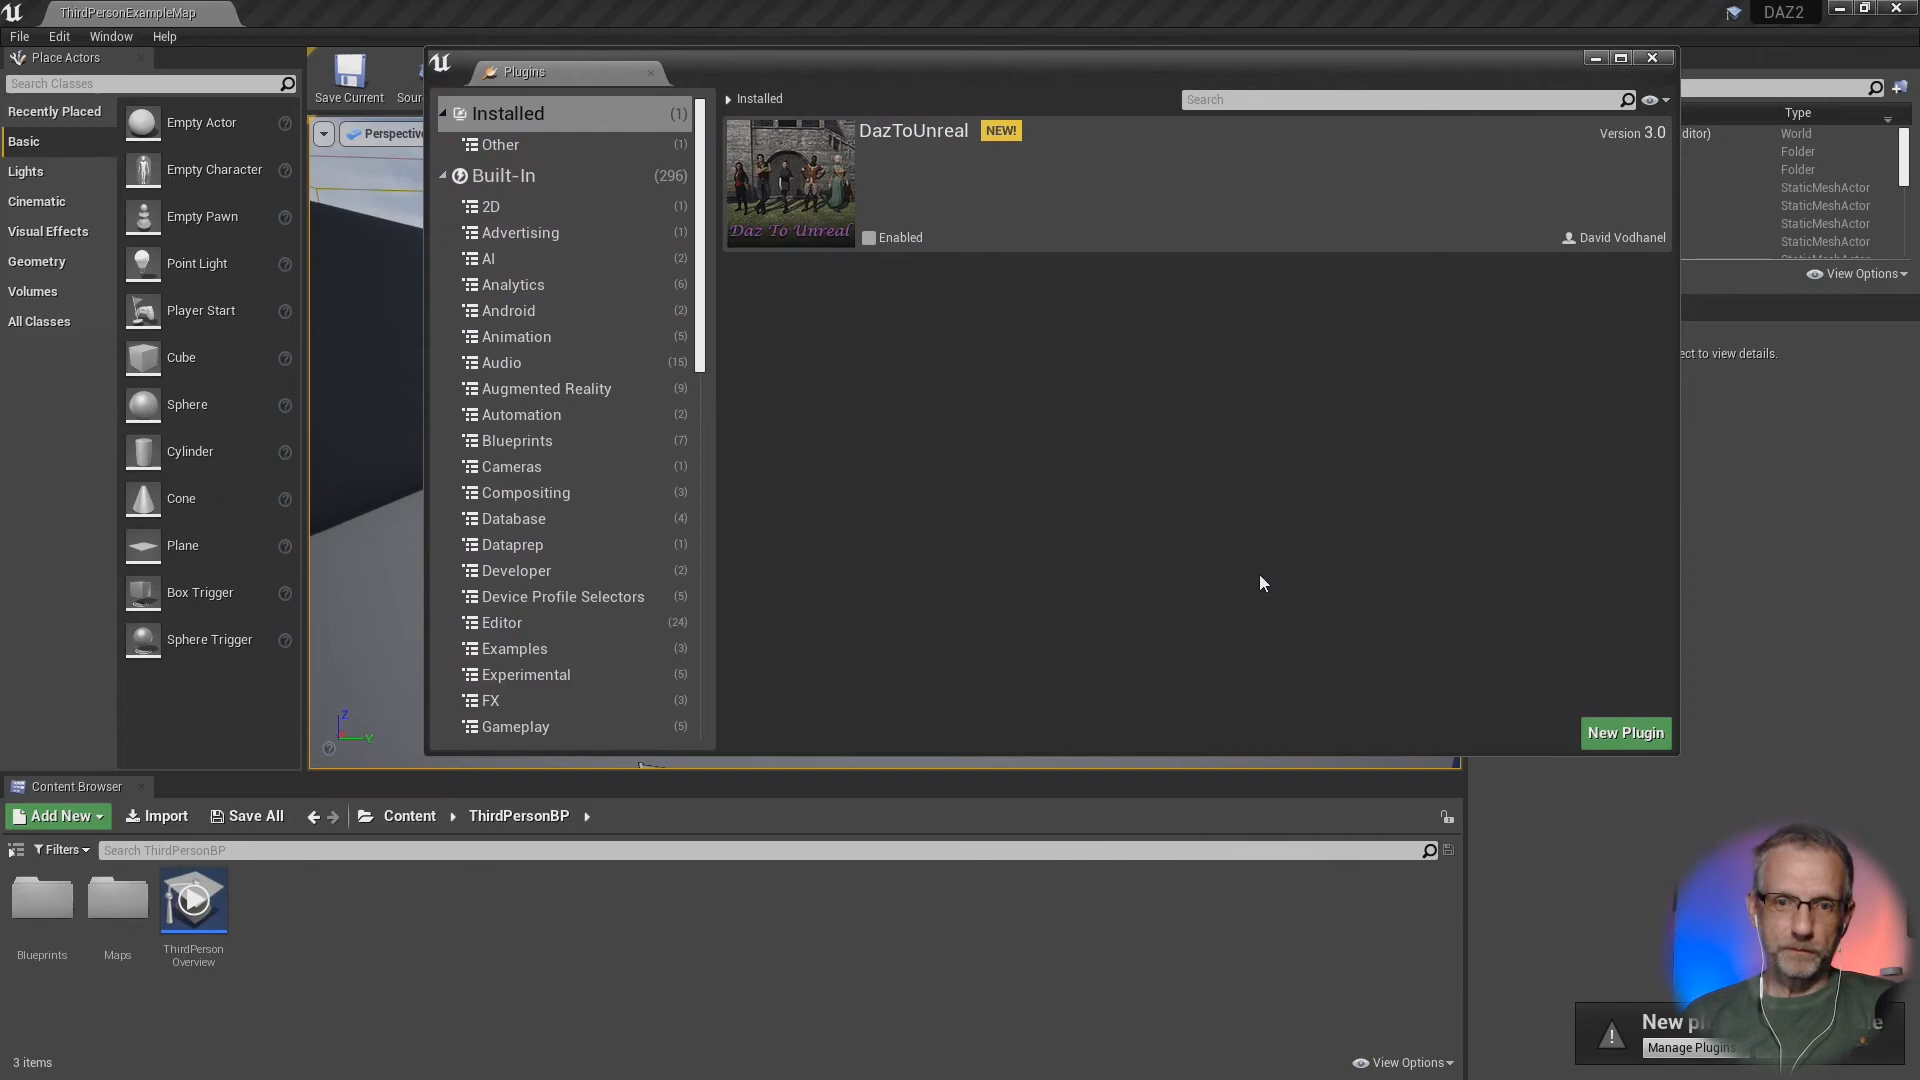 ThirdPersonExampleMap
DAZ2
File Edit Window Help
Place Actors
Search Classes
Recently Placed
Basic
Lights
Cinematic
Visual Effects
Geometry
Volumes
All Classes
Empty Actor
Empty Character
Empty Pawn
Point Light
Player Start
Cube
Sphere
Cylinder
Cone
Plane
Box Trigger
Sphere Trigger
Save Current
Perspective
Z
Y
Plugins
Installed (1)
Other (1)
Built-In (296)
2D (1)
Advertising (1)
AI (2)
Analytics (6)
Android (2)
Animation (5)
Audio (15)
Augmented Reality (9)
Automation (2)
Blueprints (7)
Cameras (1)
Compositing (3)
Database (4)
Dataprep (1)
Developer (2)
Device Profile Selectors (5)
Editor (24)
Examples (3)
Experimental (5)
FX (3)
Gameplay (5)
Installed
Search
DazToUnreal NEW! Version 3.0
Daz To Unreal
Enabled
David Vodhanel
New Plugin
Type
ditor) World
Folder
Folder
StaticMeshActor
StaticMeshActor
StaticMeshActor
StaticMeshActor
View Options
ect to view details.
Content Browser
Add New Import Save All Content ThirdPersonBP
Filters Search ThirdPersonBP
Blueprints
Maps
ThirdPerson
Overview
3 items
View Options
New
Manage Plugins